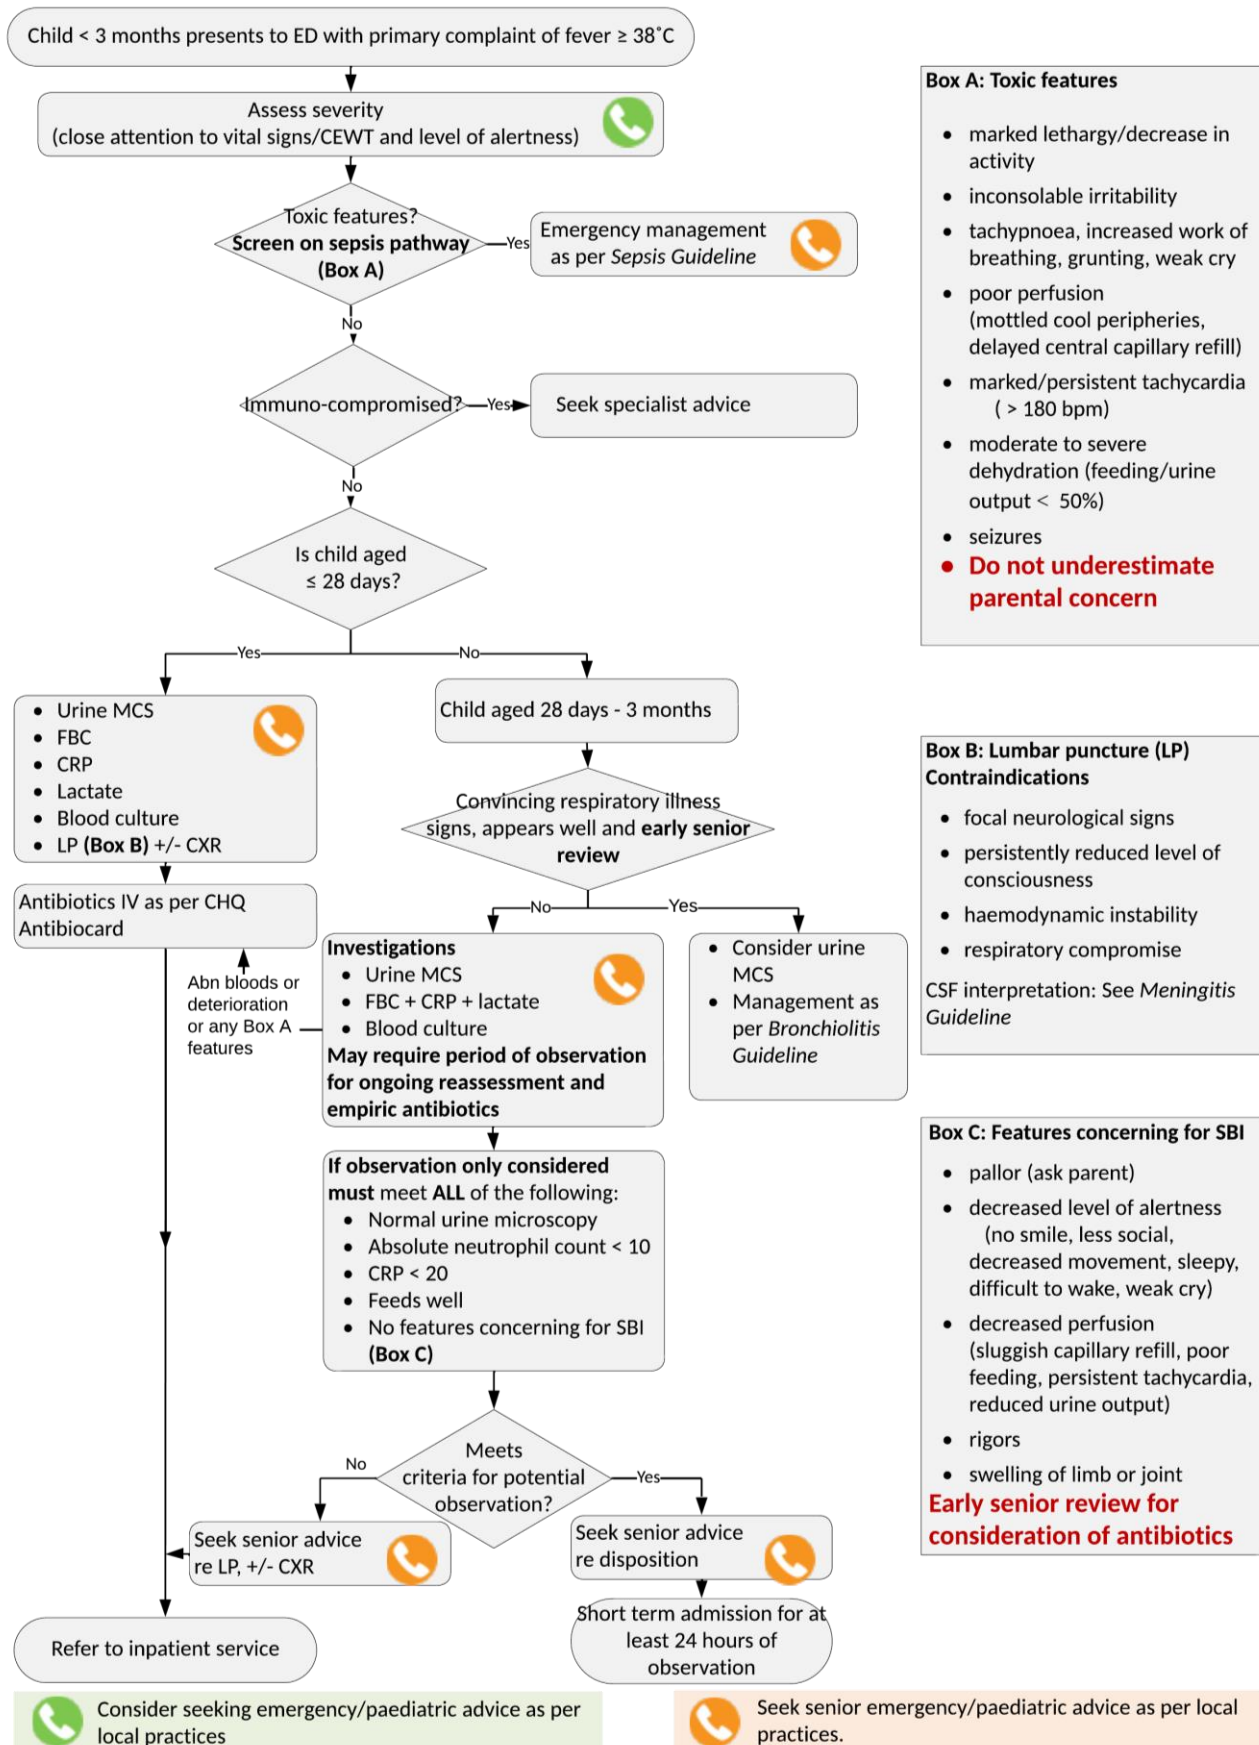 Child < 3 months presents to ED with primary complaint of fever ≥ 38˚C
Assess severity
(close attention to vital signs/CEWT and level of alertness)
Toxic features?
Screen on sepsis pathway
(Box A)
Yes
Emergency management
as per Sepsis Guideline
No
Immuno-compromised?
Yes
Seek specialist advice
No
Is child aged
≤ 28 days?
Yes
No
• Urine MCS
• FBC
• CRP
• Lactate
• Blood culture
• LP (Box B) +/- CXR
Child aged 28 days - 3 months
Convincing respiratory illness
signs, appears well and early senior
review
No
Yes
Antibiotics IV as per CHQ
Antibiocard
Abn bloods or
deterioration
or any Box A
features
Investigations
• Urine MCS
• FBC + CRP + lactate
• Blood culture
May require period of observation
for ongoing reassessment and
empiric antibiotics
• Consider urine
MCS
• Management as
per Bronchiolitis
Guideline
If observation only considered
must meet ALL of the following:
• Normal urine microscopy
• Absolute neutrophil count < 10
• CRP < 20
• Feeds well
• No features concerning for SBI
(Box C)
Meets
criteria for potential
observation?
No
Yes
Seek senior advice
re LP, +/- CXR
Seek senior advice
re disposition
Refer to inpatient service
Short term admission for at
least 24 hours of
observation
Box A: Toxic features
• marked lethargy/decrease in
activity
• inconsolable irritability
• tachypnoea, increased work of
breathing, grunting, weak cry
• poor perfusion
(mottled cool peripheries,
delayed central capillary refill)
• marked/persistent tachycardia
( > 180 bpm)
• moderate to severe
dehydration (feeding/urine
output < 50%)
• seizures
• Do not underestimate
parental concern
Box B: Lumbar puncture (LP)
Contraindications
• focal neurological signs
• persistently reduced level of
consciousness
• haemodynamic instability
• respiratory compromise
CSF interpretation: See Meningitis
Guideline
Box C: Features concerning for SBI
• pallor (ask parent)
• decreased level of alertness
(no smile, less social,
decreased movement, sleepy,
difficult to wake, weak cry)
• decreased perfusion
(sluggish capillary refill, poor
feeding, persistent tachycardia,
reduced urine output)
• rigors
• swelling of limb or joint
Early senior review for
consideration of antibiotics
Consider seeking emergency/paediatric advice as per
local practices
Seek senior emergency/paediatric advice as per local
practices.